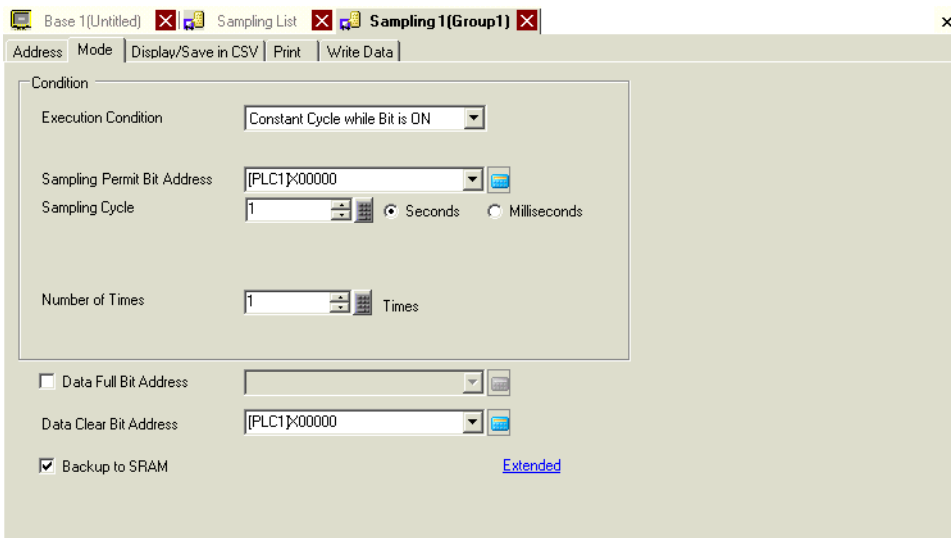 Base 1(Untitled) Sampling List Sampling 1(Group1)
Address Mode Display/Save in CSV Print Write Data
Condition
Execution Condition Constant Cycle while Bit is ON
Sampling Permit Bit Address [PLC1]X00000
Sampling Cycle 1 Seconds Milliseconds
Number of Times 1 Times
Data Full Bit Address
Data Clear Bit Address [PLC1]X00000
Backup to SRAM Extended